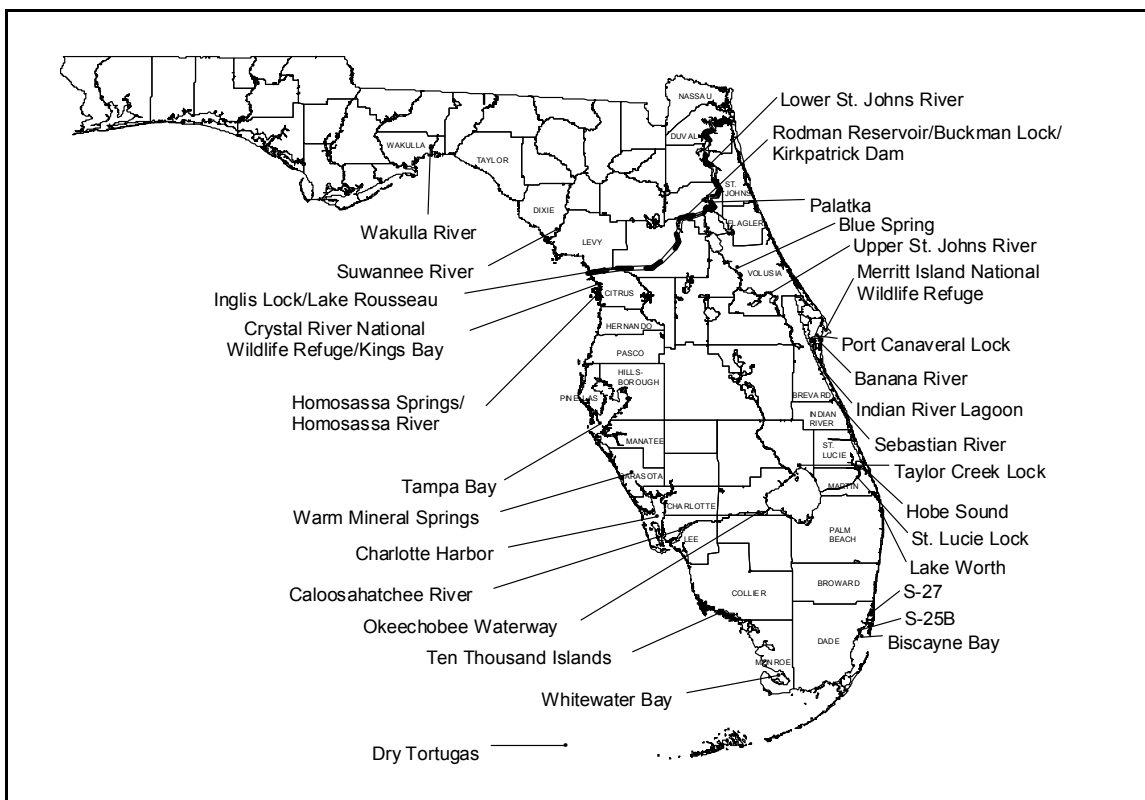 NASSAU
Lower St. Johns River
DUVAL
Rodman Reservoir/Buckman Lock/
Kirkpatrick Dam
WAKULLA
TAYLOR
ST.
JOHNS
Palatka
DIXIE
FLAGLER
Blue Spring
Wakulla River
LEVY
Upper St. Johns River
Suwannee River
VOLUSIA
Merritt Island National
Wildlife Refuge
Inglis Lock/Lake Rousseau
CITRUS
Crystal River National
Wildlife Refuge/Kings Bay
HERNANDO
Port Canaveral Lock
PASCO
Banana River
HILLS-
BOROUGH
Homosassa Springs/
Homosassa River
PINELLAS
BREVARD
Indian River Lagoon
INDIAN
RIVER
MANATEE
ST.
LUCIE
Sebastian River
Tampa Bay
SARASOTA
Taylor Creek Lock
MARTIN
Warm Mineral Springs
CHARLOTTE
Hobe Sound
Charlotte Harbor
LEE
PALM
BEACH
St. Lucie Lock
Lake Worth
Caloosahatchee River
COLLIER
BROWARD
S-27
Okeechobee Waterway
S-25B
DADE
Biscayne Bay
Ten Thousand Islands
MONROE
Whitewater Bay
Dry Tortugas